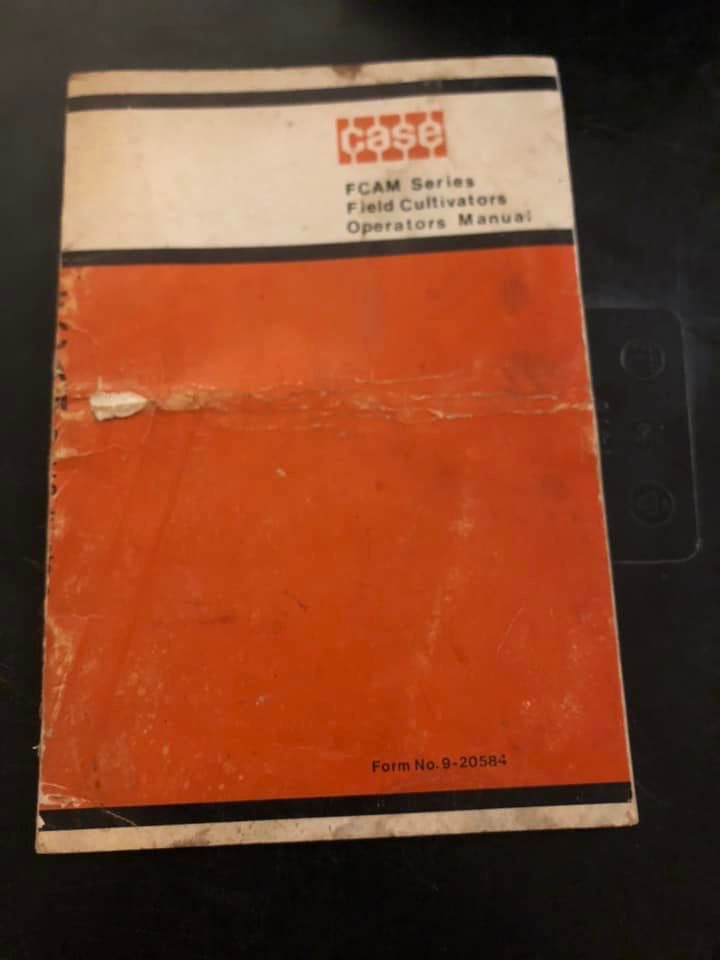 case
FCAM Series
Field Cultivators
Operators Manual
Form No. 9-20584